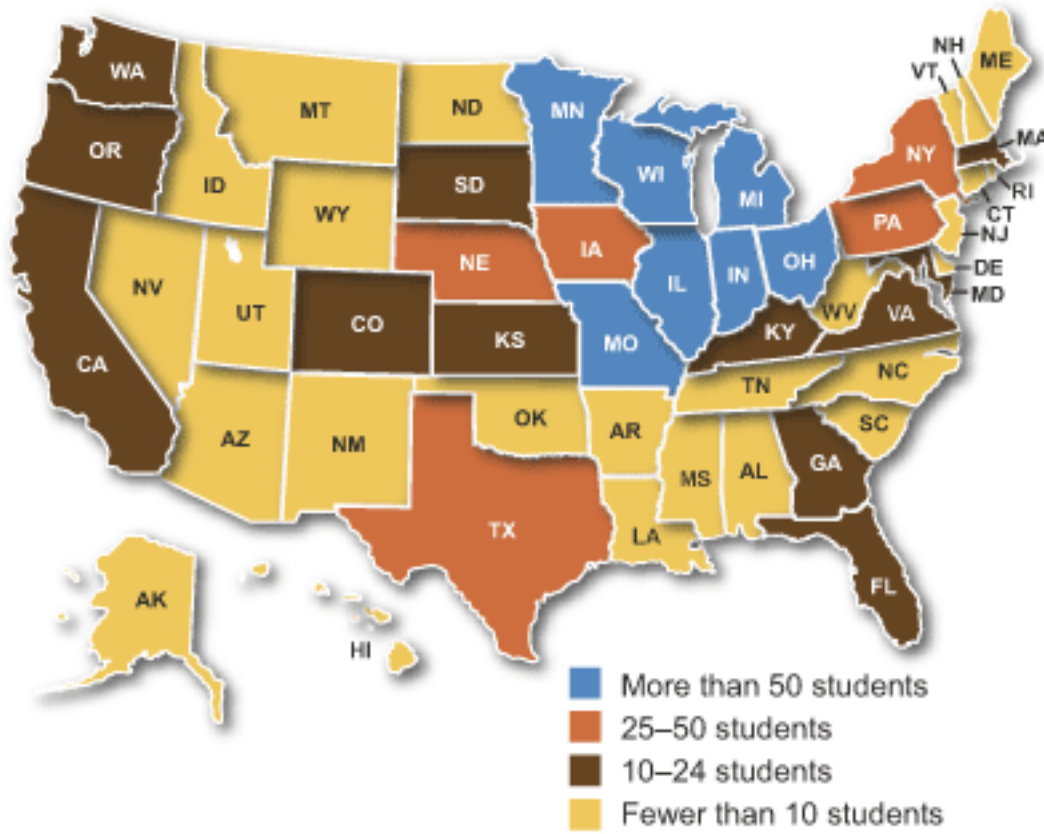 WA
MT
ND
MN
NH
VT
ME
OR
ID
SD
WI
MI
NY
MA
RI
CT
NJ
WY
NE
IA
PA
DE
MD
NV
UT
CO
KS
MO
IL
IN
OH
WV
VA
KY
CA
AZ
NM
OK
AR
TN
NC
SC
MS
AL
GA
TX
LA
FL
AK
HI
More than 50 students
25–50 students
10–24 students
Fewer than 10 students